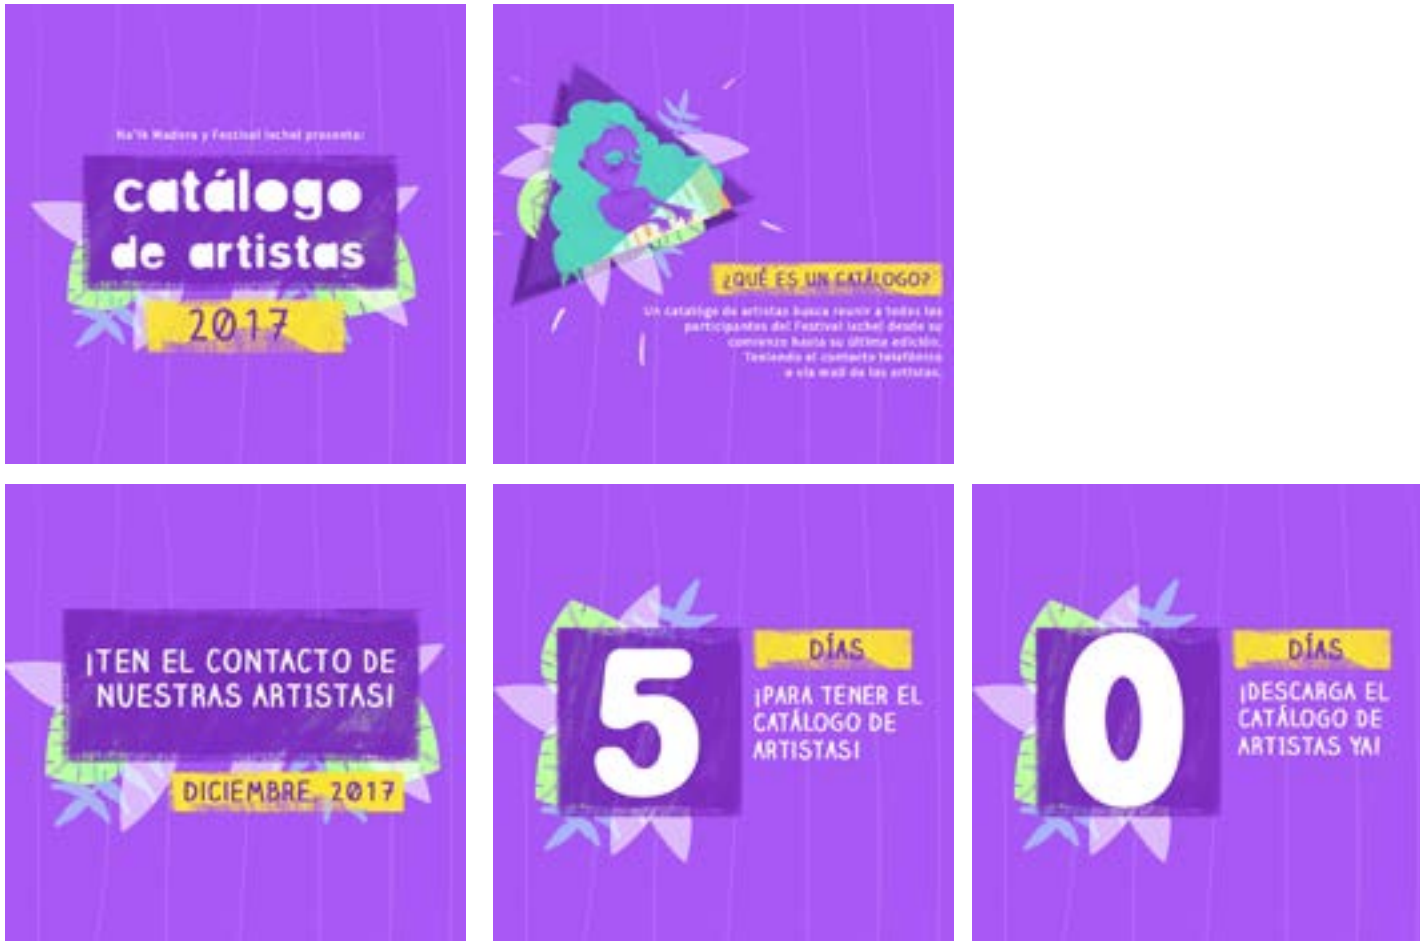 Na'lk Madera y Festival Ixchel presenta:
catálogo
de artistas
2017
¿QUÉ ES UN CATÁLOGO?
Un catalógo de artistas busca reunir a todas las
participantes del Festival Ixchel desde su
comienzo hasta su última edición.
Teniendo el contacto telefónico
o vía mail de las artistas.
¡TEN EL CONTACTO DE
NUESTRAS ARTISTAS!
DICIEMBRE, 2017
5
DÍAS
¡PARA TENER EL
CATÁLOGO DE
ARTISTAS!
0
DÍAS
¡DESCARGA EL
CATÁLOGO DE
ARTISTAS YA!